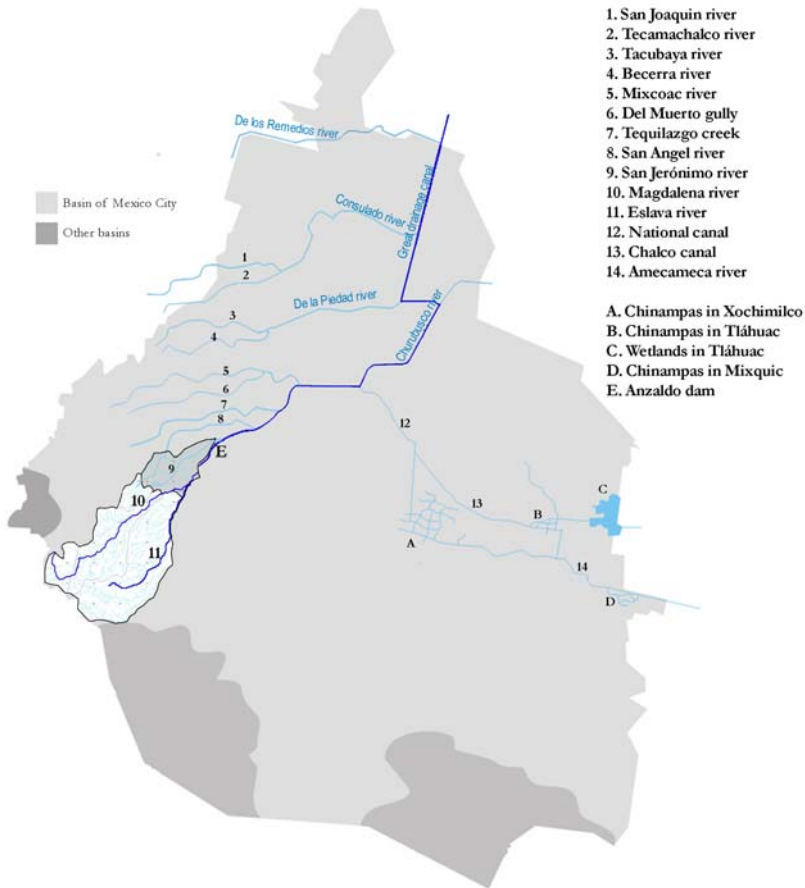 1. San Joaquin river
2. Tecamachalco river
3. Tacubaya river
4. Becerra river
5. Mixcoac river
6. Del Muerto gully
7. Tequilazgo creek
8. San Angel river
9. San Jerónimo river
10. Magdalena river
11. Eslava river
12. National canal
13. Chalco canal
14. Amecameca river
A. Chinampas in Xochimilco
B. Chinampas in Tláhuac
C. Wetlands in Tláhuac
D. Chinampas in Mixquic
E. Anzaldo dam
De los Remedios river
Basin of Mexico City
Other basins
Consulado river
Great drainage canal
1
2
De la Piedad river
3
4
Churubusco river
5
6
7
8
12
E
9
10
11
13
A
B
C
14
D